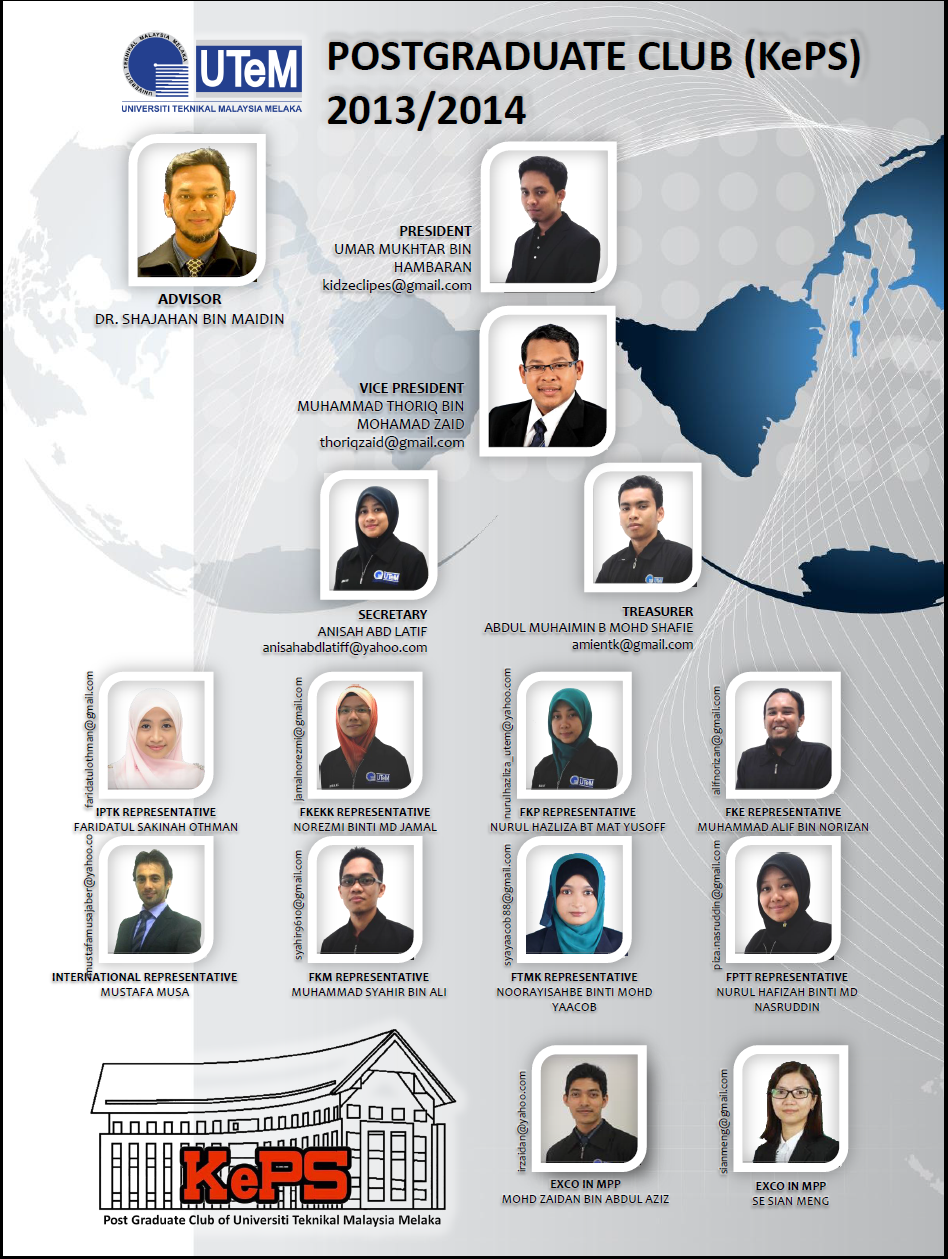 UNIVERSITI TEKNIKAL MALAYSIA MELAKA
UTeM
UNIVERSITI TEKNIKAL MALAYSIA MELAKA
POSTGRADUATE CLUB (KePS)
2013/2014
ADVISOR
DR. SHAJAHAN BIN MAIDIN
PRESIDENT
UMAR MUKHTAR BIN
HAMBARAN
kidzeclipes@gmail.com
VICE PRESIDENT
MUHAMMAD THORIQ BIN
MOHAMAD ZAID
thoriqzaid@gmail.com
UTeM
SECRETARY
ANISAH ABD LATIF
anisahabdlatiff@yahoo.com
UTeM
TREASURER
ABDUL MUHAIMIN B MOHD SHAFIE
amientk@gmail.com
faridatulothman@gmail.com
IPTK REPRESENTATIVE
FARIDATUL SAKINAH OTHMAN
jamalnorezmi@gmail.com
UTeM
FKEKK REPRESENTATIVE
NOREZMI BINTI MD JAMAL
nurulhazliza_utem@yahoo.com
UTeM
FKP REPRESENTATIVE
NURUL HAZLIZA BT MAT YUSOFF
alifnorizan@gmail.com
FKE REPRESENTATIVE
MUHAMMAD ALIF BIN NORIZAN
mustafamusajaber@yahoo.co
INTERNATIONAL REPRESENTATIVE
MUSTAFA MUSA
syahir9610@gmail.com
FKM REPRESENTATIVE
MUHAMMAD SYAHIR BIN ALI
syayaacob88@gmail.com
FTMK REPRESENTATIVE
NOORAYISAHBE BINTI MOHD
YAACOB
piza.nasruddin@gmail.com
FPTT REPRESENTATIVE
NURUL HAFIZAH BINTI MD
NASRUDDIN
KePS
Post Graduate Club of Universiti Teknikal Malaysia Melaka
irzaidan@yahoo.com
EXCO IN MPP
MOHD ZAIDAN BIN ABDUL AZIZ
sianmeng@gmail.com
EXCO IN MPP
SE SIAN MENG